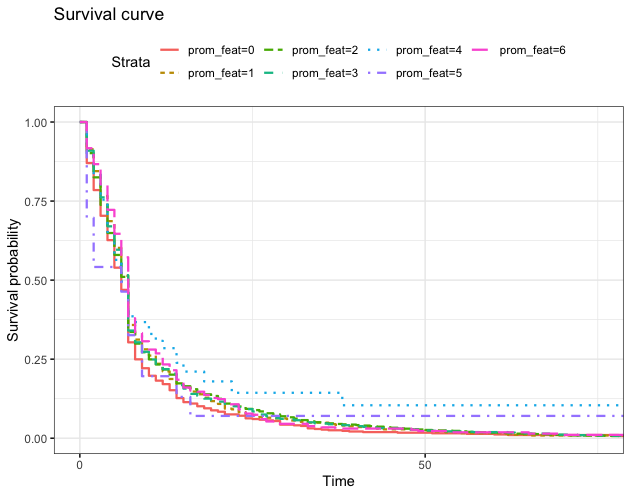 Survival curve
Strata
prom_feat=0 prom_feat=2 prom_feat=4 prom_feat=6
prom_feat=1 prom_feat=3 prom_feat=5
1.00
0.75
0.50
0.25
0.00
Survival probability
0 50
Time